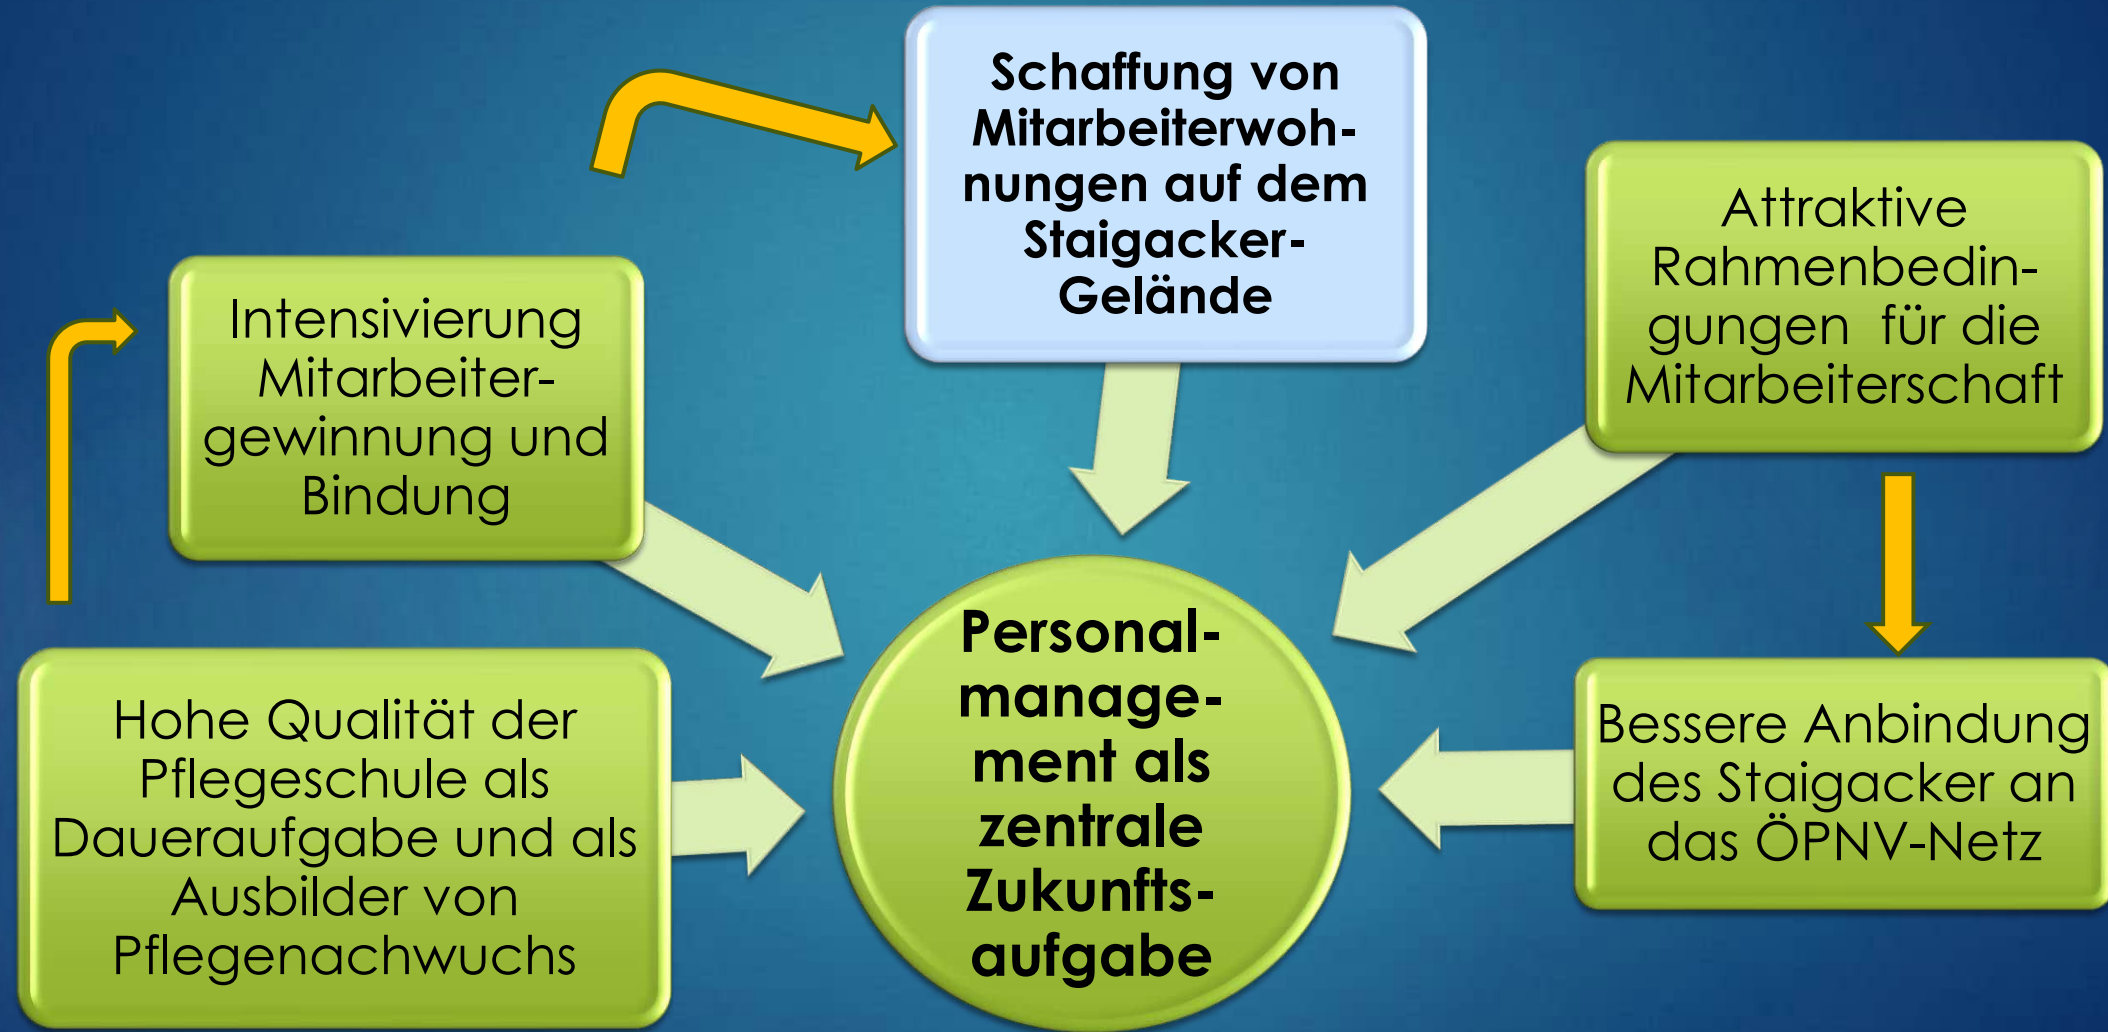 Schaffung von
Mitarbeiterwoh-
nungen auf dem
Staigacker-
Gelände
Attraktive
Rahmenbedin-
gungen für die
Mitarbeiterschaft
Intensivierung
Mitarbeiter-
gewinnung und
Bindung
Personal-
manage-
ment als
zentrale
Zukunfts-
aufgabe
Hohe Qualität der
Pflegeschule als
Daueraufgabe und als
Ausbilder von
Pflegenachwuchs
Bessere Anbindung
des Staigacker an
das ÖPNV-Netz